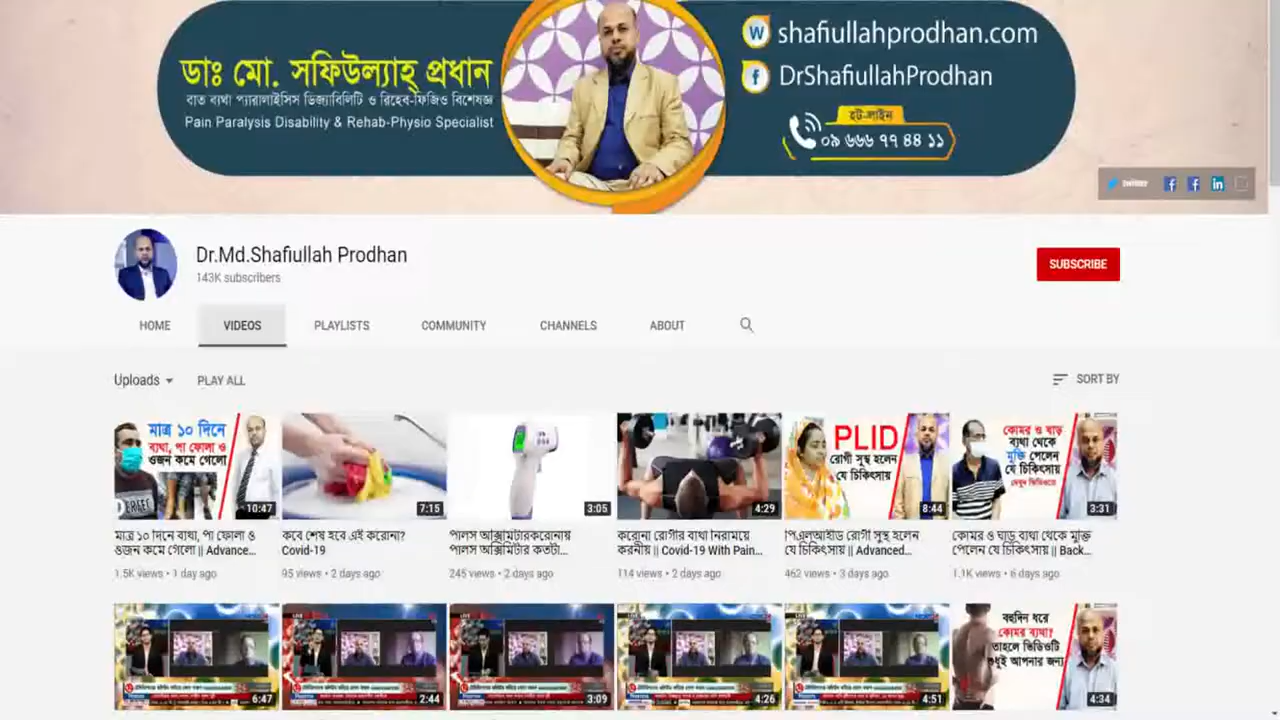 ডাঃ মো. সফিউল্যাহ্ প্রধান
বাত ব্যথা প্যারালাইসিস ডিজ্যাবিলিটি ও রিহেব-ফিজিও বিশেষজ্ঞ
Pain Paralysis Disability & Rehab-Physio Specialist
shafiullahprodhan.com
DrShafiullahProdhan
হট-লাইন
০৯ ৬৬৬ ৭৭ ৪৪ ১১
Twitter
Dr.Md.Shafiullah Prodhan
143K subscribers
SUBSCRIBE
HOME VIDEOS PLAYLISTS COMMUNITY CHANNELS ABOUT
Uploads PLAY ALL
SORT BY
মাত্র ১০ দিনে
ব্যথা, পা ফোলা ও
ওজন কমে গেলো
10:47
7:15
3:05
4:29
PLID
রোগী সুস্থ হলেন
যে চিকিৎসায়
8:44
কোমর ও ঘাড়
ব্যথা থেকে
মুক্তি পেলেন
যে চিকিৎসায়
3:31
মাত্র ১০ দিনে ব্যথা, পা ফোলা ও
ওজন কমে গেলো || Advance...
1.5K views • 1 day ago
কবে শেষ হবে এই করোনা?
Covid-19
95 views • 2 days ago
পালস অক্সিমিটারকরোনায়
পালস অক্সিমিটার কতটা...
245 views • 2 days ago
করোনা রোগীর ব্যথা নিরাময়ে
করনীয় || Covid-19 With Pain...
114 views • 2 days ago
পিএলআইডি রোগী সুস্থ হলেন
যে চিকিৎসায় || Advanced...
462 views • 3 days ago
কোমর ও ঘাড় ব্যথা থেকে মুক্তি
পেলেন যে চিকিৎসায় || Back...
1.1K views • 6 days ago
6:47
LIVE
2:44
LIVE
3:09
4:26
4:51
বহুদিন ধরে
কোমর ব্যথা?
তাহলে ভিডিওটি
শুধুই আপনার জন্য
4:34